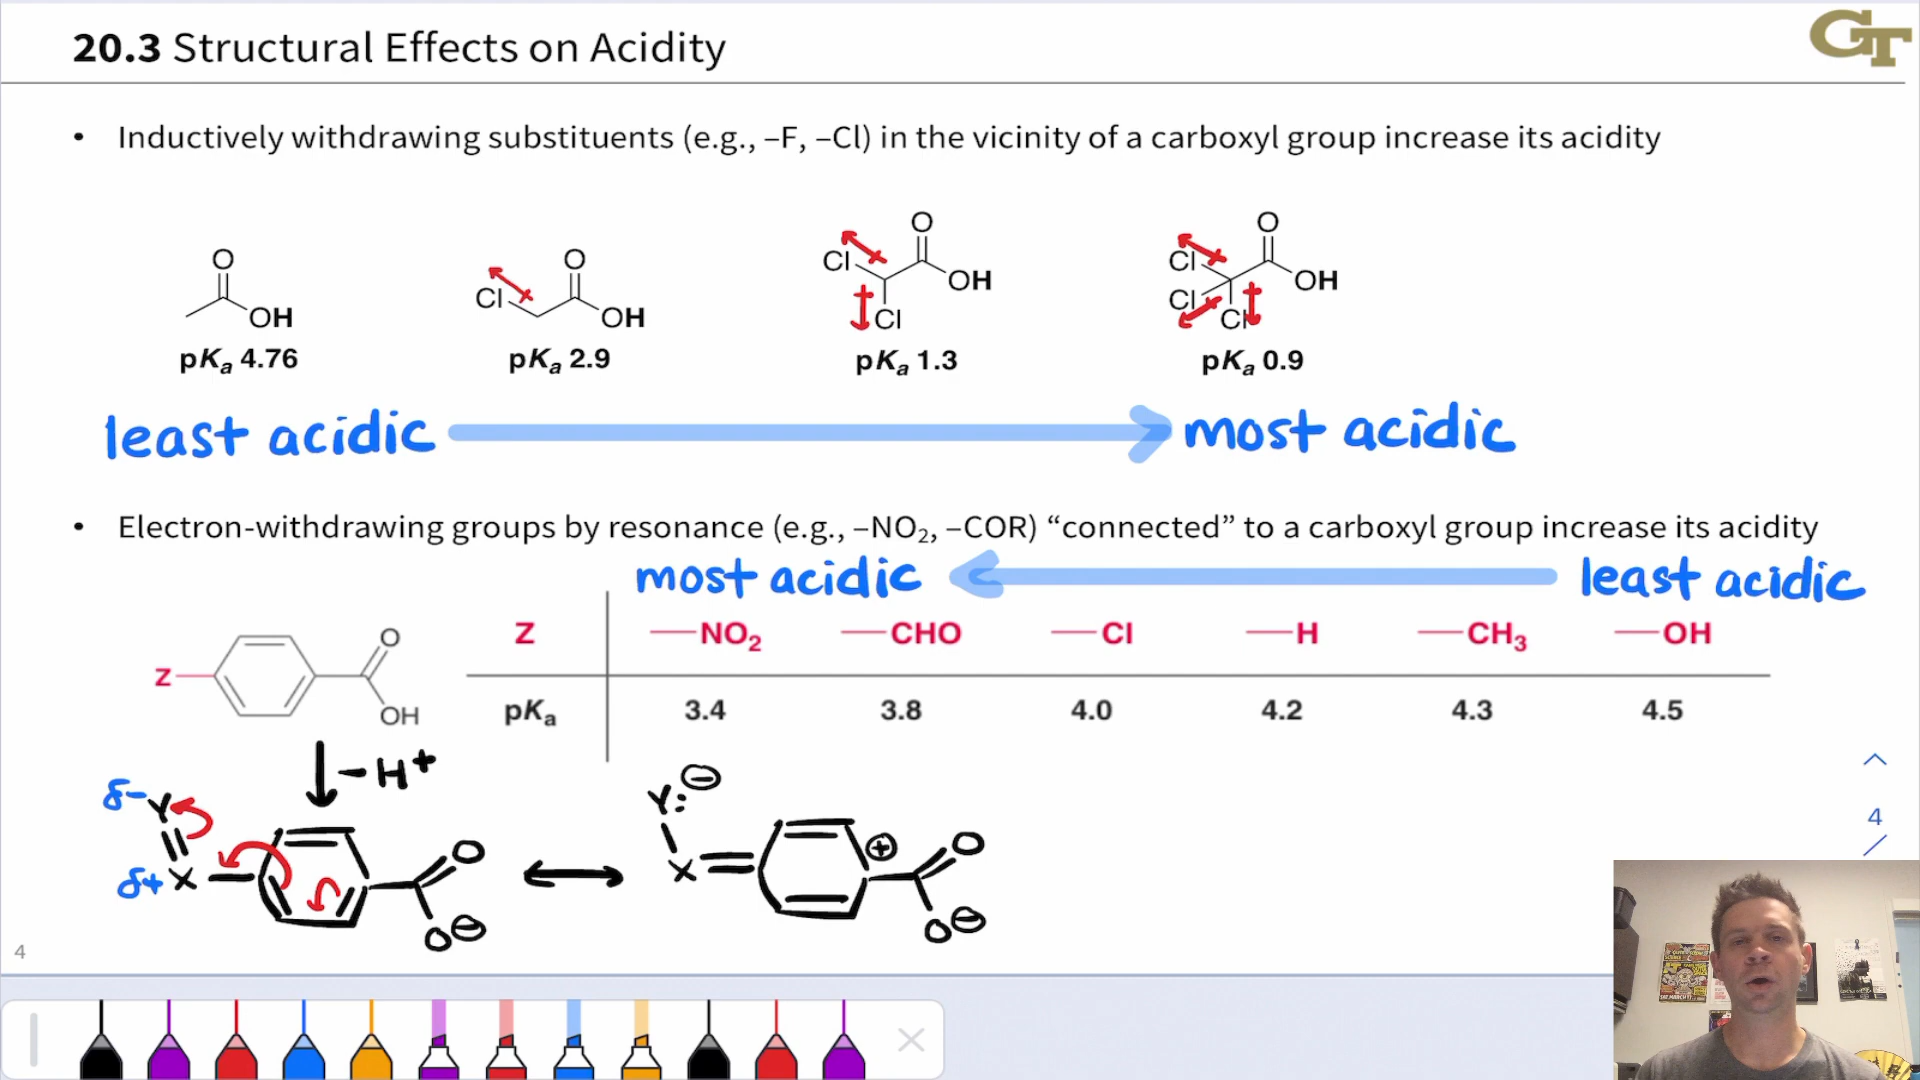 20.3 Structural Effects on Acidity
GT
• Inductively withdrawing substituents (e.g., –F, –Cl) in the vicinity of a carboxyl group increase its acidity
O OH
Cl O OH
Cl Cl O OH
Cl Cl Cl O OH
pKa 4.76 pKa 2.9 pKa 1.3 pKa 0.9
least acidic most acidic
• Electron-withdrawing groups by resonance (e.g., –NO₂, –COR) “connected” to a carboxyl group increase its acidity
most acidic least acidic
Z O OH
Z —NO₂ —CHO —Cl —H —CH₃ —OH
pKa 3.4 3.8 4.0 4.2 4.3 4.5
–H+
δ– Y
δ+ X O O⊖
Y: ⊖
X ⊕ O O⊖
4
4